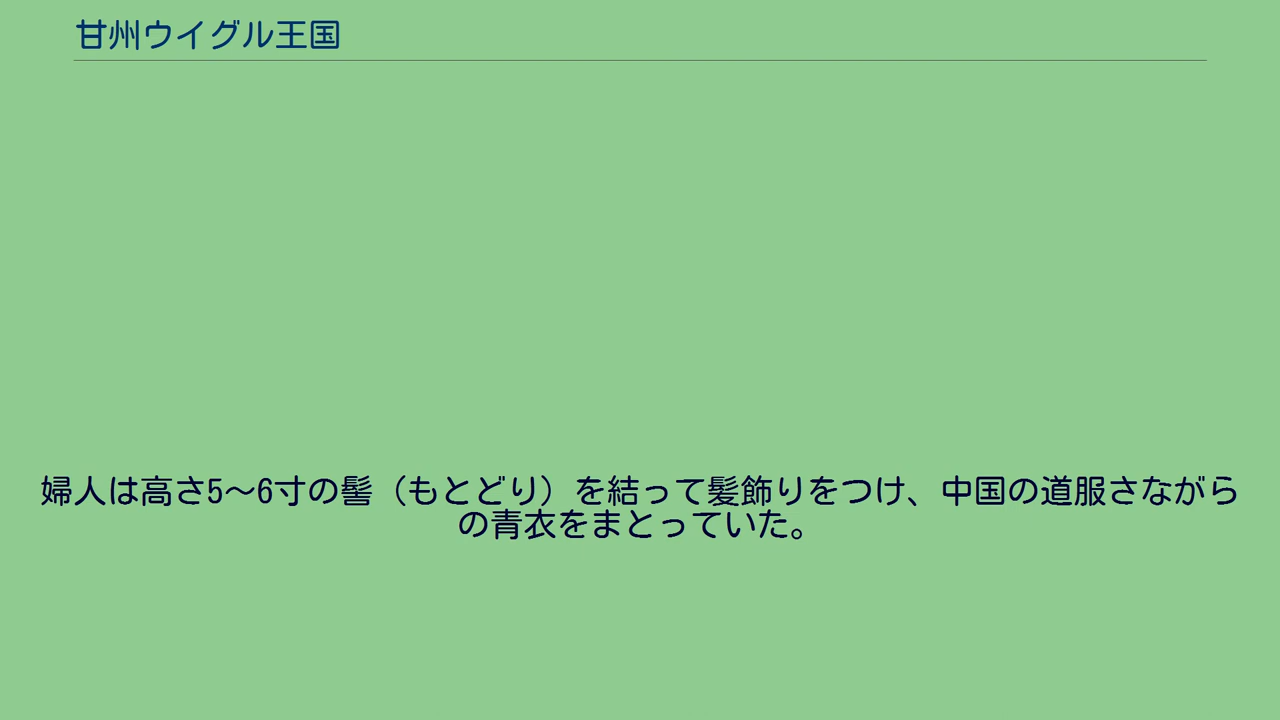 甘州ウイグル王国
婦人は高さ5〜6寸の髻（もとどり）を結って髪飾りをつけ、中国の道服さながら
の青衣をまとっていた。